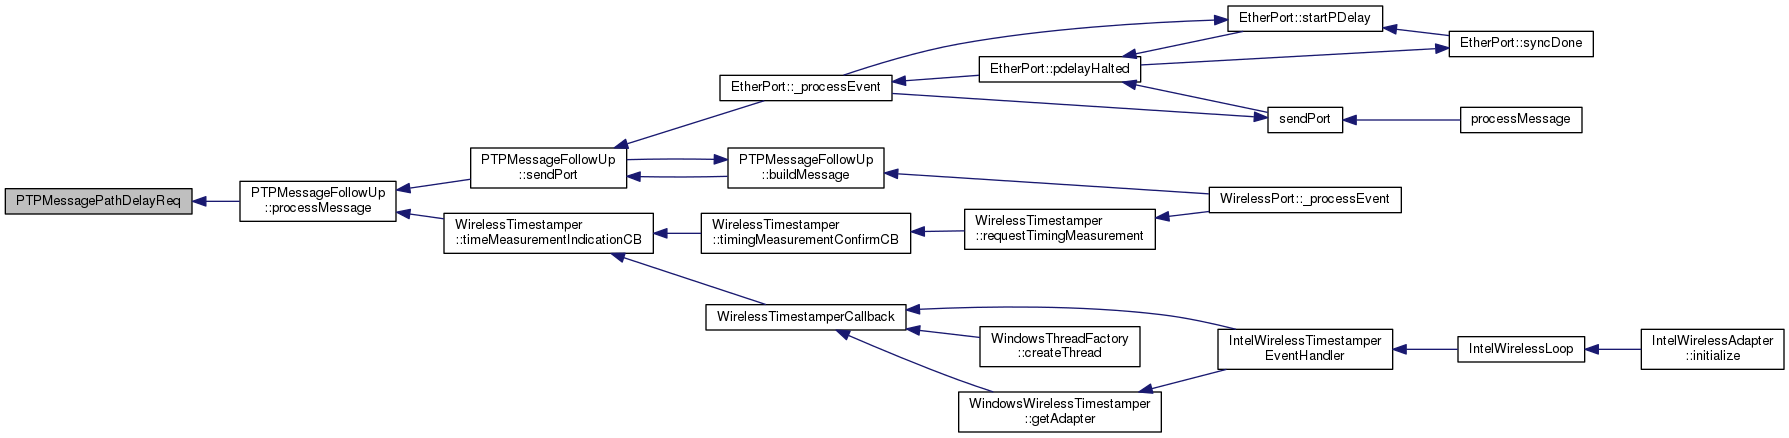 EtherPort::startPDelay
EtherPort::syncDone
EtherPort::pdelayHalted
EtherPort::_processEvent
sendPort
processMessage
PTPMessageFollowUp
::sendPort
PTPMessageFollowUp
::buildMessage
PTPMessagePathDelayReq
PTPMessageFollowUp
::processMessage
WirelessPort::_processEvent
WirelessTimestamper
::timeMeasurementIndicationCB
WirelessTimestamper
::timingMeasurementConfirmCB
WirelessTimestamper
::requestTimingMeasurement
WirelessTimestamperCallback
WindowsThreadFactory
::createThread
IntelWirelessTimestamper
EventHandler
IntelWirelessLoop
IntelWirelessAdapter
::initialize
WindowsWirelessTimestamper
::getAdapter